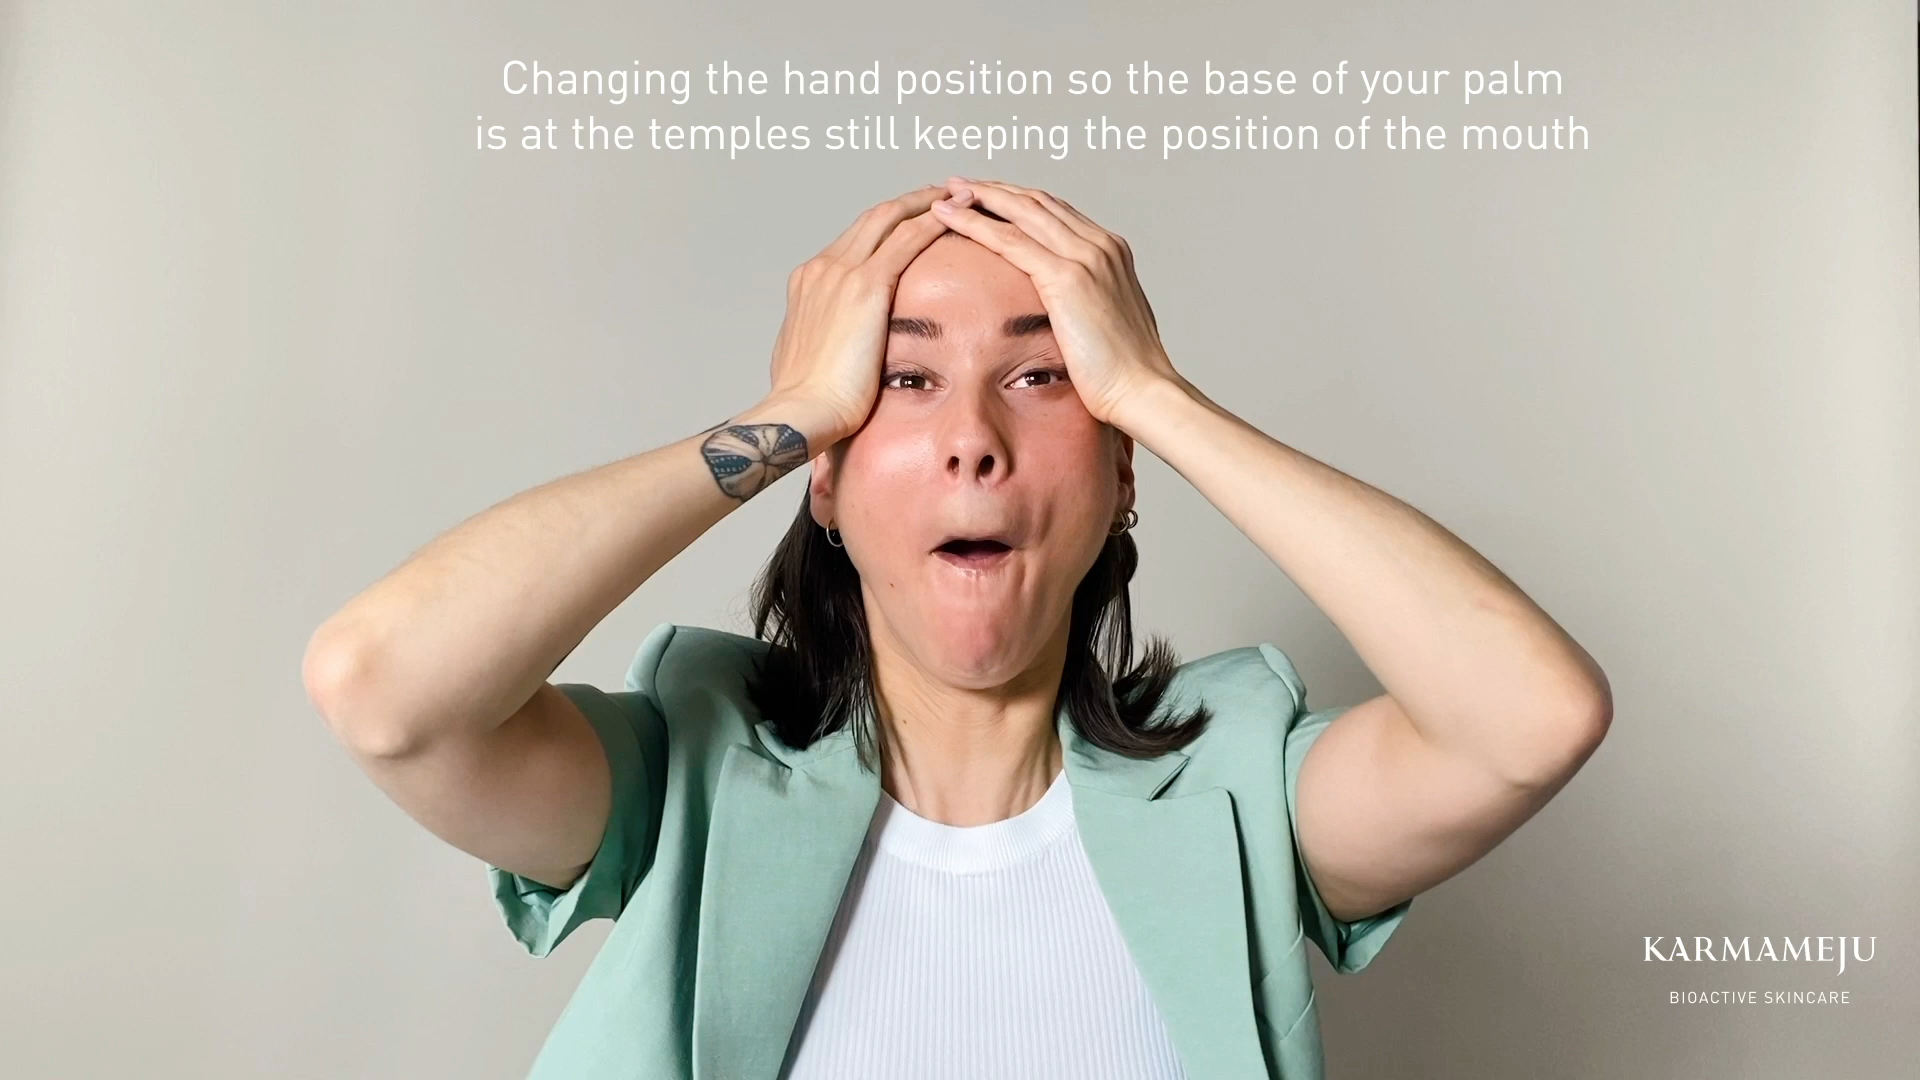 Changing the hand position so the base of your palm
is at the temples still keeping the position of the mouth
KARMAMEJU
BIOACTIVE SKINCARE